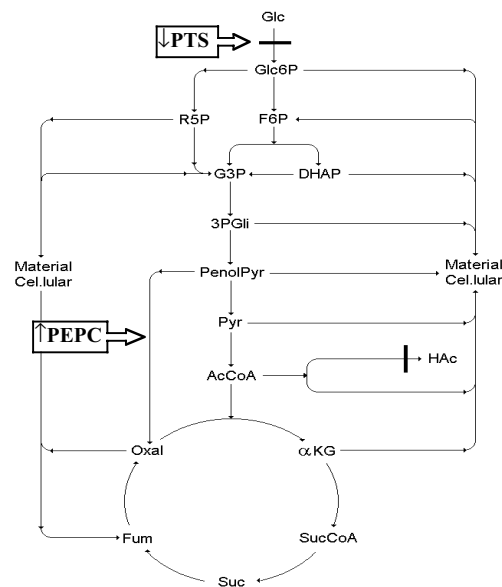 Glc
↓PTS
Glc6P
R5P
F6P
G3P
DHAP
3PGli
Material
Cel.lular
PenolPyr
Material
Cel.lular
↑PEPC
Pyr
HAc
AcCoA
Oxal
αKG
Fum
SucCoA
Suc